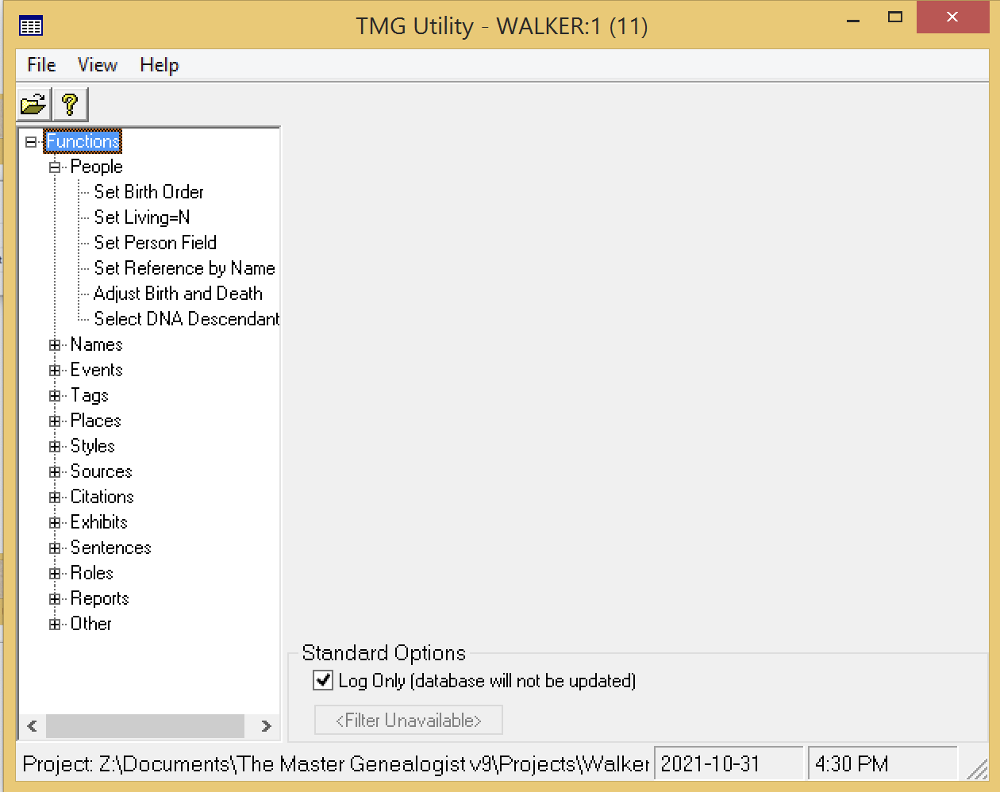 TMG Utility - WALKER:1 (11)
File View Help
Functions
People
Set Birth Order
Set Living=N
Set Person Field
Set Reference by Name
Adjust Birth and Death
Select DNA Descendant
Names
Events
Tags
Places
Styles
Sources
Citations
Exhibits
Sentences
Roles
Reports
Other
Standard Options
Log Only (database will not be updated)
<Filter Unavailable>
Project: Z:\Documents\The Master Genealogist v9\Projects\Walker 2021-10-31 4:30 PM